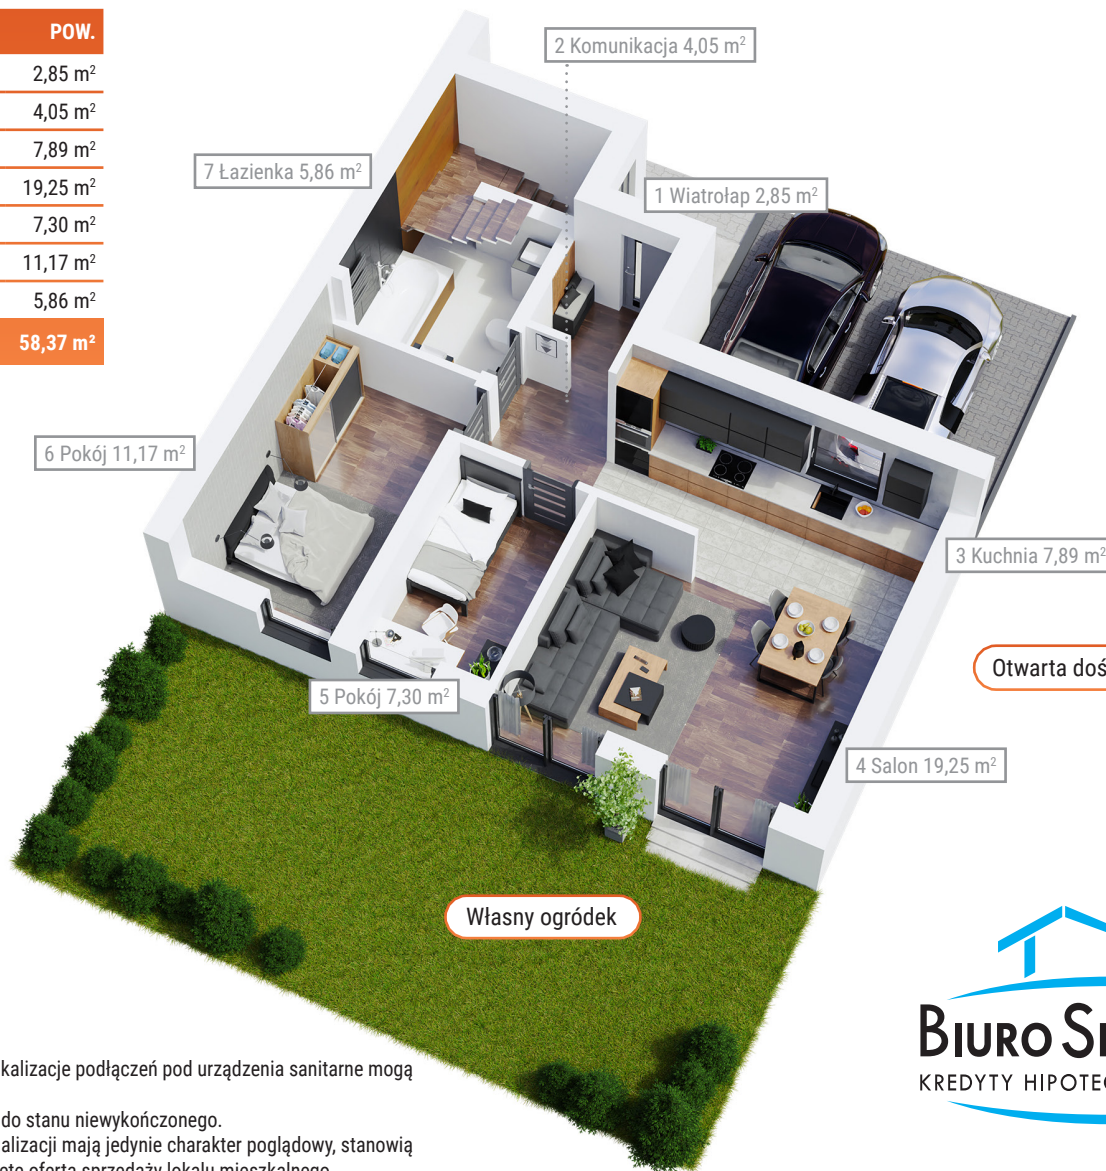 POW.
2,85 m²
4,05 m²
7,89 m²
19,25 m²
7,30 m²
11,17 m²
5,86 m²
58,37 m²
2 Komunikacja 4,05 m²
7 Łazienka 5,86 m²
1 Wiatrołap 2,85 m²
6 Pokój 11,17 m²
3 Kuchnia 7,89 m²
Otwarta
5 Pokój 7,30 m²
4 Salon 19,25 m²
Własny ogródek
BIURO
KREDYTY
podłączeń pod urządzenia sanitarne mogą
do stanu niewykończonego.
mają jedynie charakter poglądowy, stanowią
oferta sprzedaży lokalu mieszkalnego